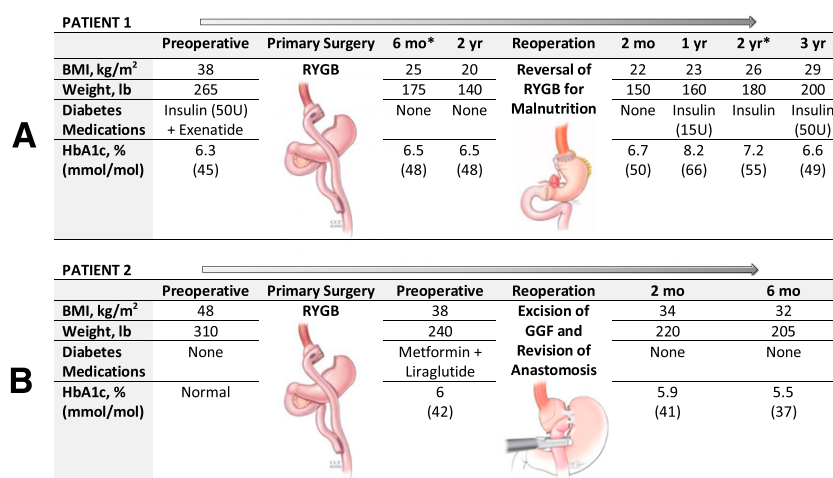 PATIENT 1
Preoperative Primary Surgery 6 mo* 2 yr Reoperation 2 mo 1 yr 2 yr* 3 yr
BMI, kg/m² 38 RYGB 25 20 Reversal of 22 23 26 29
Weight, lb 265 175 140 RYGB for 150 160 180 200
Diabetes Insulin (50U) None None Malnutrition None Insulin Insulin Insulin
Medications + Exenatide (15U) (50U)
A
HbA1c, % 6.3 6.5 6.5 6.7 8.2 7.2 6.6
(mmol/mol) (45) (48) (48) (50) (66) (55) (49)
PATIENT 2
Preoperative Primary Surgery Preoperative Reoperation 2 mo 6 mo
BMI, kg/m² 48 RYGB 38 Excision of 34 32
Weight, lb 310 240 GGF and 220 205
Diabetes None Metformin + Revision of None None
Medications Liraglutide Anastomosis
B
HbA1c, % Normal 6 5.9 5.5
(mmol/mol) (42) (41) (37)